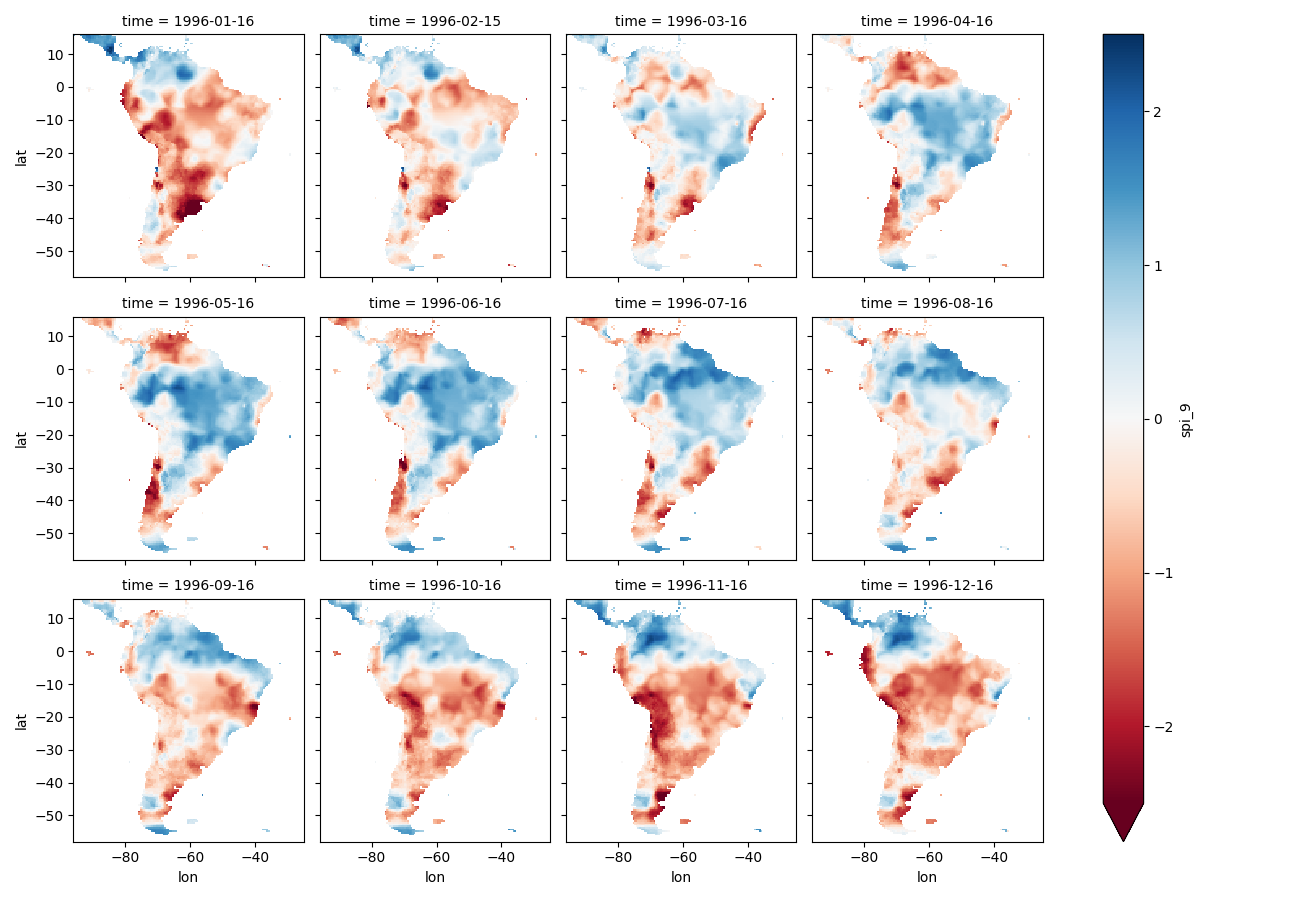 time = 1996-01-16
time = 1996-02-15
time = 1996-03-16
time = 1996-04-16
10
0
−10
−20
−30
−40
−50
lat
time = 1996-05-16
time = 1996-06-16
time = 1996-07-16
time = 1996-08-16
10
0
−10
−20
−30
−40
−50
lat
time = 1996-09-16
time = 1996-10-16
time = 1996-11-16
time = 1996-12-16
10
0
−10
−20
−30
−40
−50
lat
−80
−60
−40
lon
−80
−60
−40
lon
−80
−60
−40
lon
−80
−60
−40
lon
2
1
0
−1
−2
spi_9